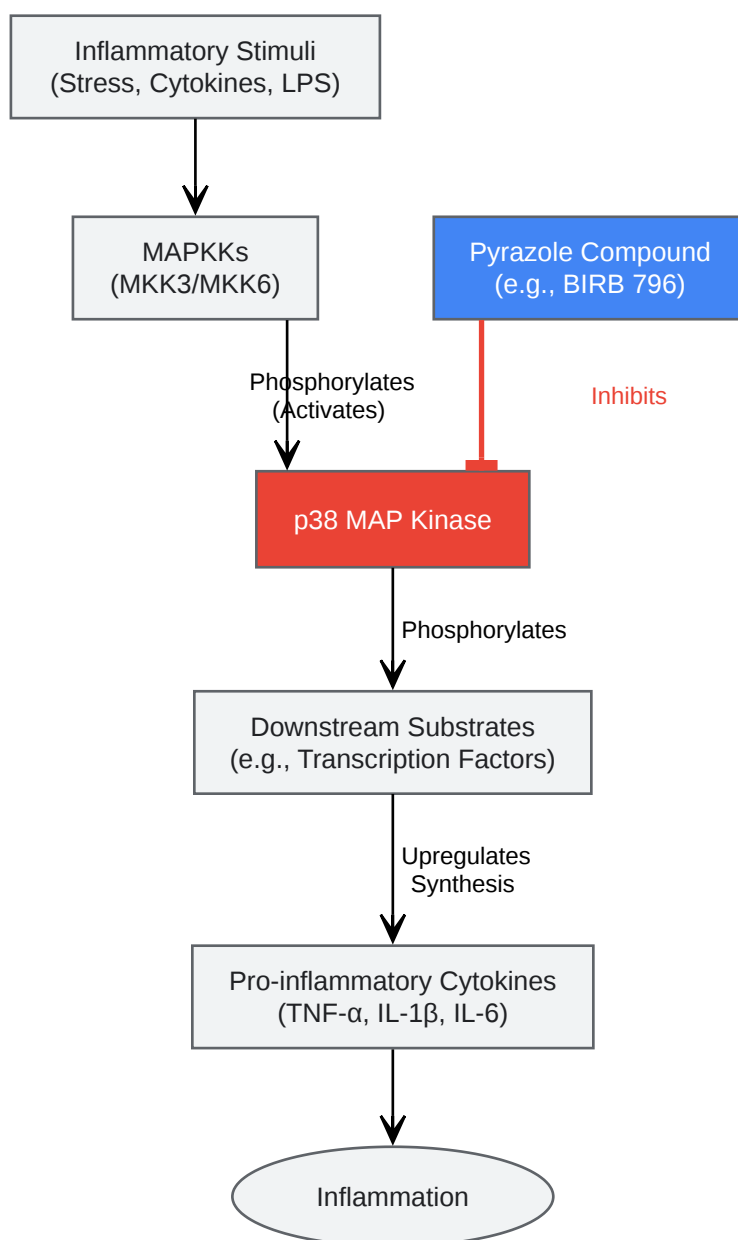 Inflammatory Stimuli
(Stress, Cytokines, LPS)
MAPKKs
(MKK3/MKK6)
Pyrazole Compound
(e.g., BIRB 796)
Phosphorylates
(Activates)
Inhibits
p38 MAP Kinase
Phosphorylates
Downstream Substrates
(e.g., Transcription Factors)
Upregulates
Synthesis
Pro-inflammatory Cytokines
(TNF-α, IL-1β, IL-6)
Inflammation